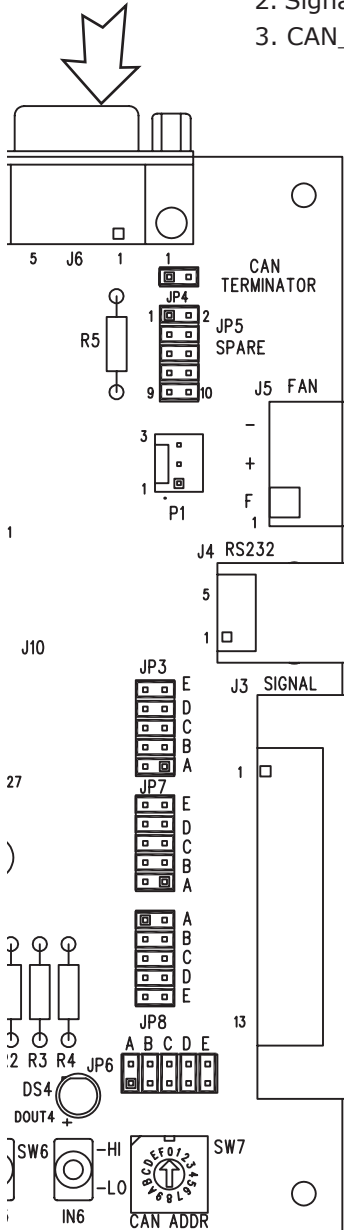 2. Signa
3. CAN_
5 J6 1 1
CAN
TERMINATOR
JP4
1 2
JP5
SPARE
R5
9 10
J5 FAN
-
+
F
1
3
1
P1
J4 RS232
5
1
1
J10
JP3
E
D
C
B
A
J3 SIGNAL
1
JP7
27
E
D
C
B
A
A
B
C
D
E
13
JP8
A B C D E
R2 R3 R4
JP6
DS4
DOUT4 +
SW6
-HI
-LO
IN6
SW7
0123456789ABCDEF
CAN ADDR